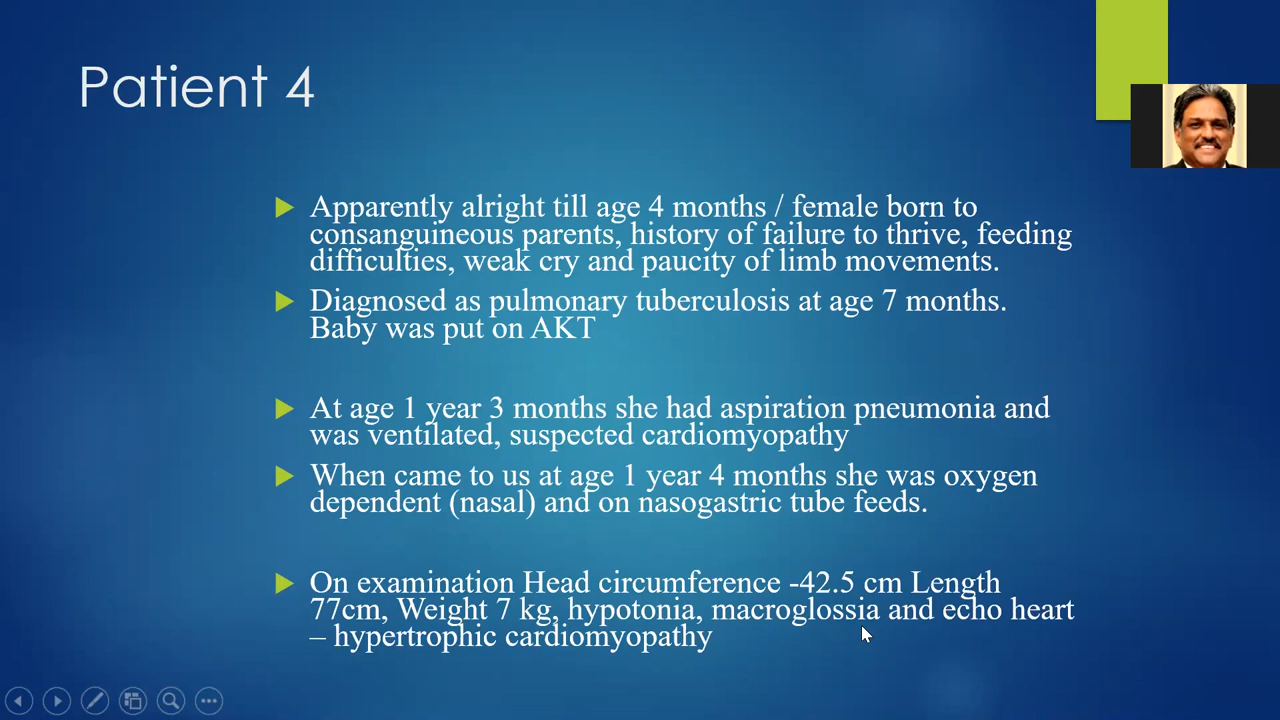 Patient 4
Apparently alright till age 4 months / female born to
consanguineous parents, history of failure to thrive, feeding
difficulties, weak cry and paucity of limb movements.
Diagnosed as pulmonary tuberculosis at age 7 months.
Baby was put on AKT
At age 1 year 3 months she had aspiration pneumonia and
was ventilated, suspected cardiomyopathy
When came to us at age 1 year 4 months she was oxygen
dependent (nasal) and on nasogastric tube feeds.
On examination Head circumference -42.5 cm Length
77cm, Weight 7 kg, hypotonia, macroglossia and echo heart
– hypertrophic cardiomyopathy